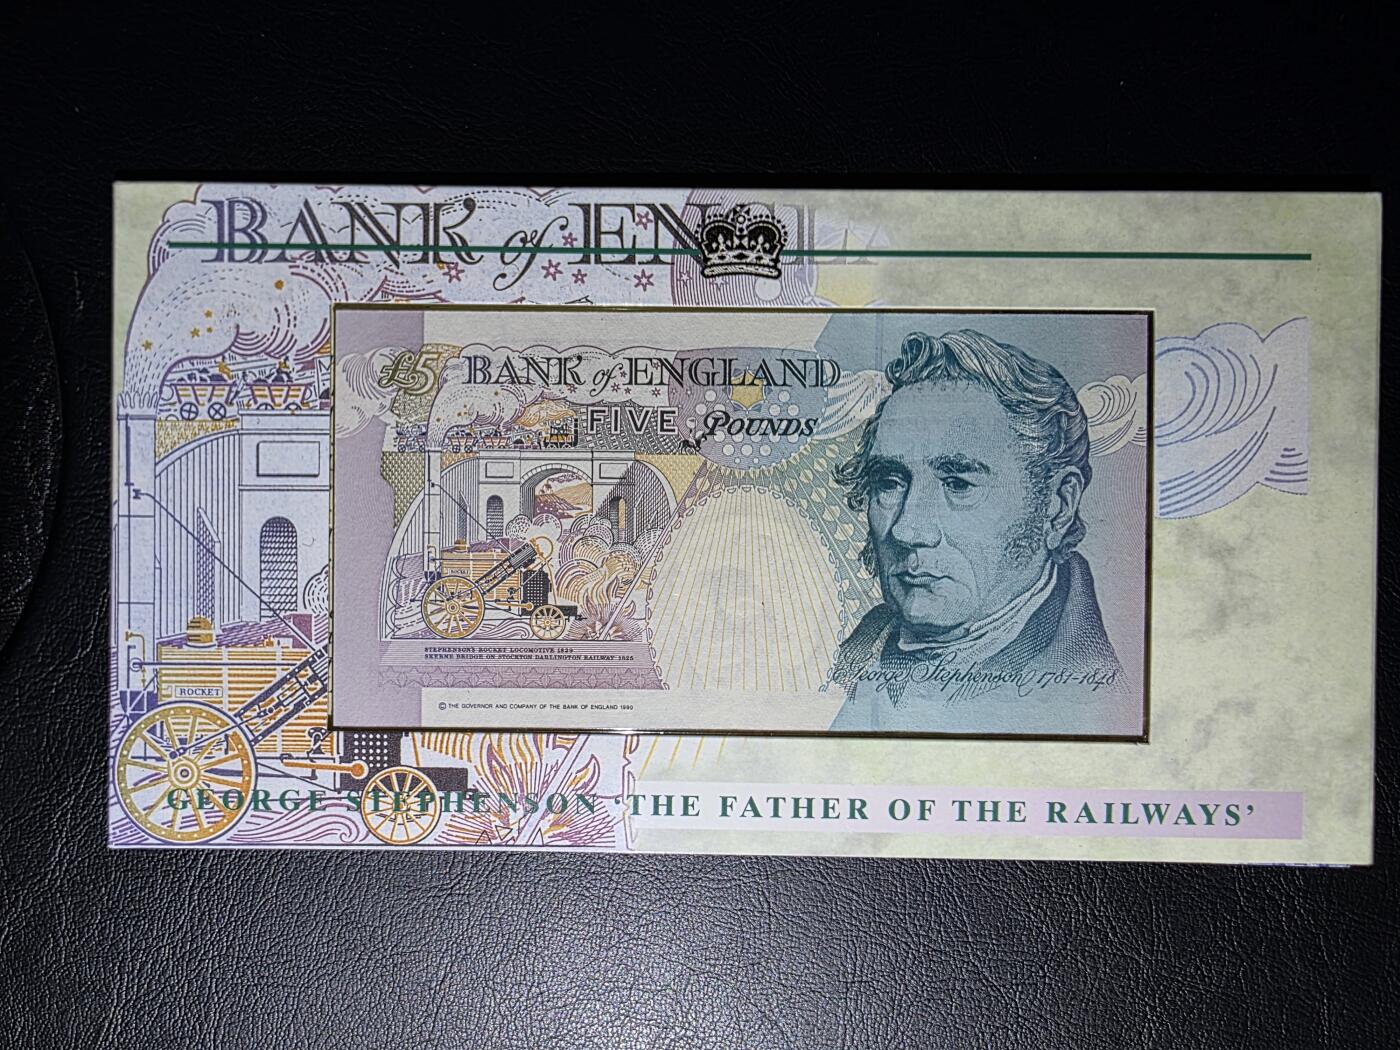 BANK of ENGLA
£5
BANK of ENGLAND
FIVE POUNDS
ROCKET
STEPHENSON'S ROCKET LOCOMOTIVE 1829
SKERNE BRIDGE ON STOCKTON DARLINGTON RAILWAY 1825
George Stephenson 1781-1848
ROCKET
© THE GOVERNOR AND COMPANY OF THE BANK OF ENGLAND 1990
GEORGE STEPHENSON ‘THE FATHER OF THE RAILWAYS’